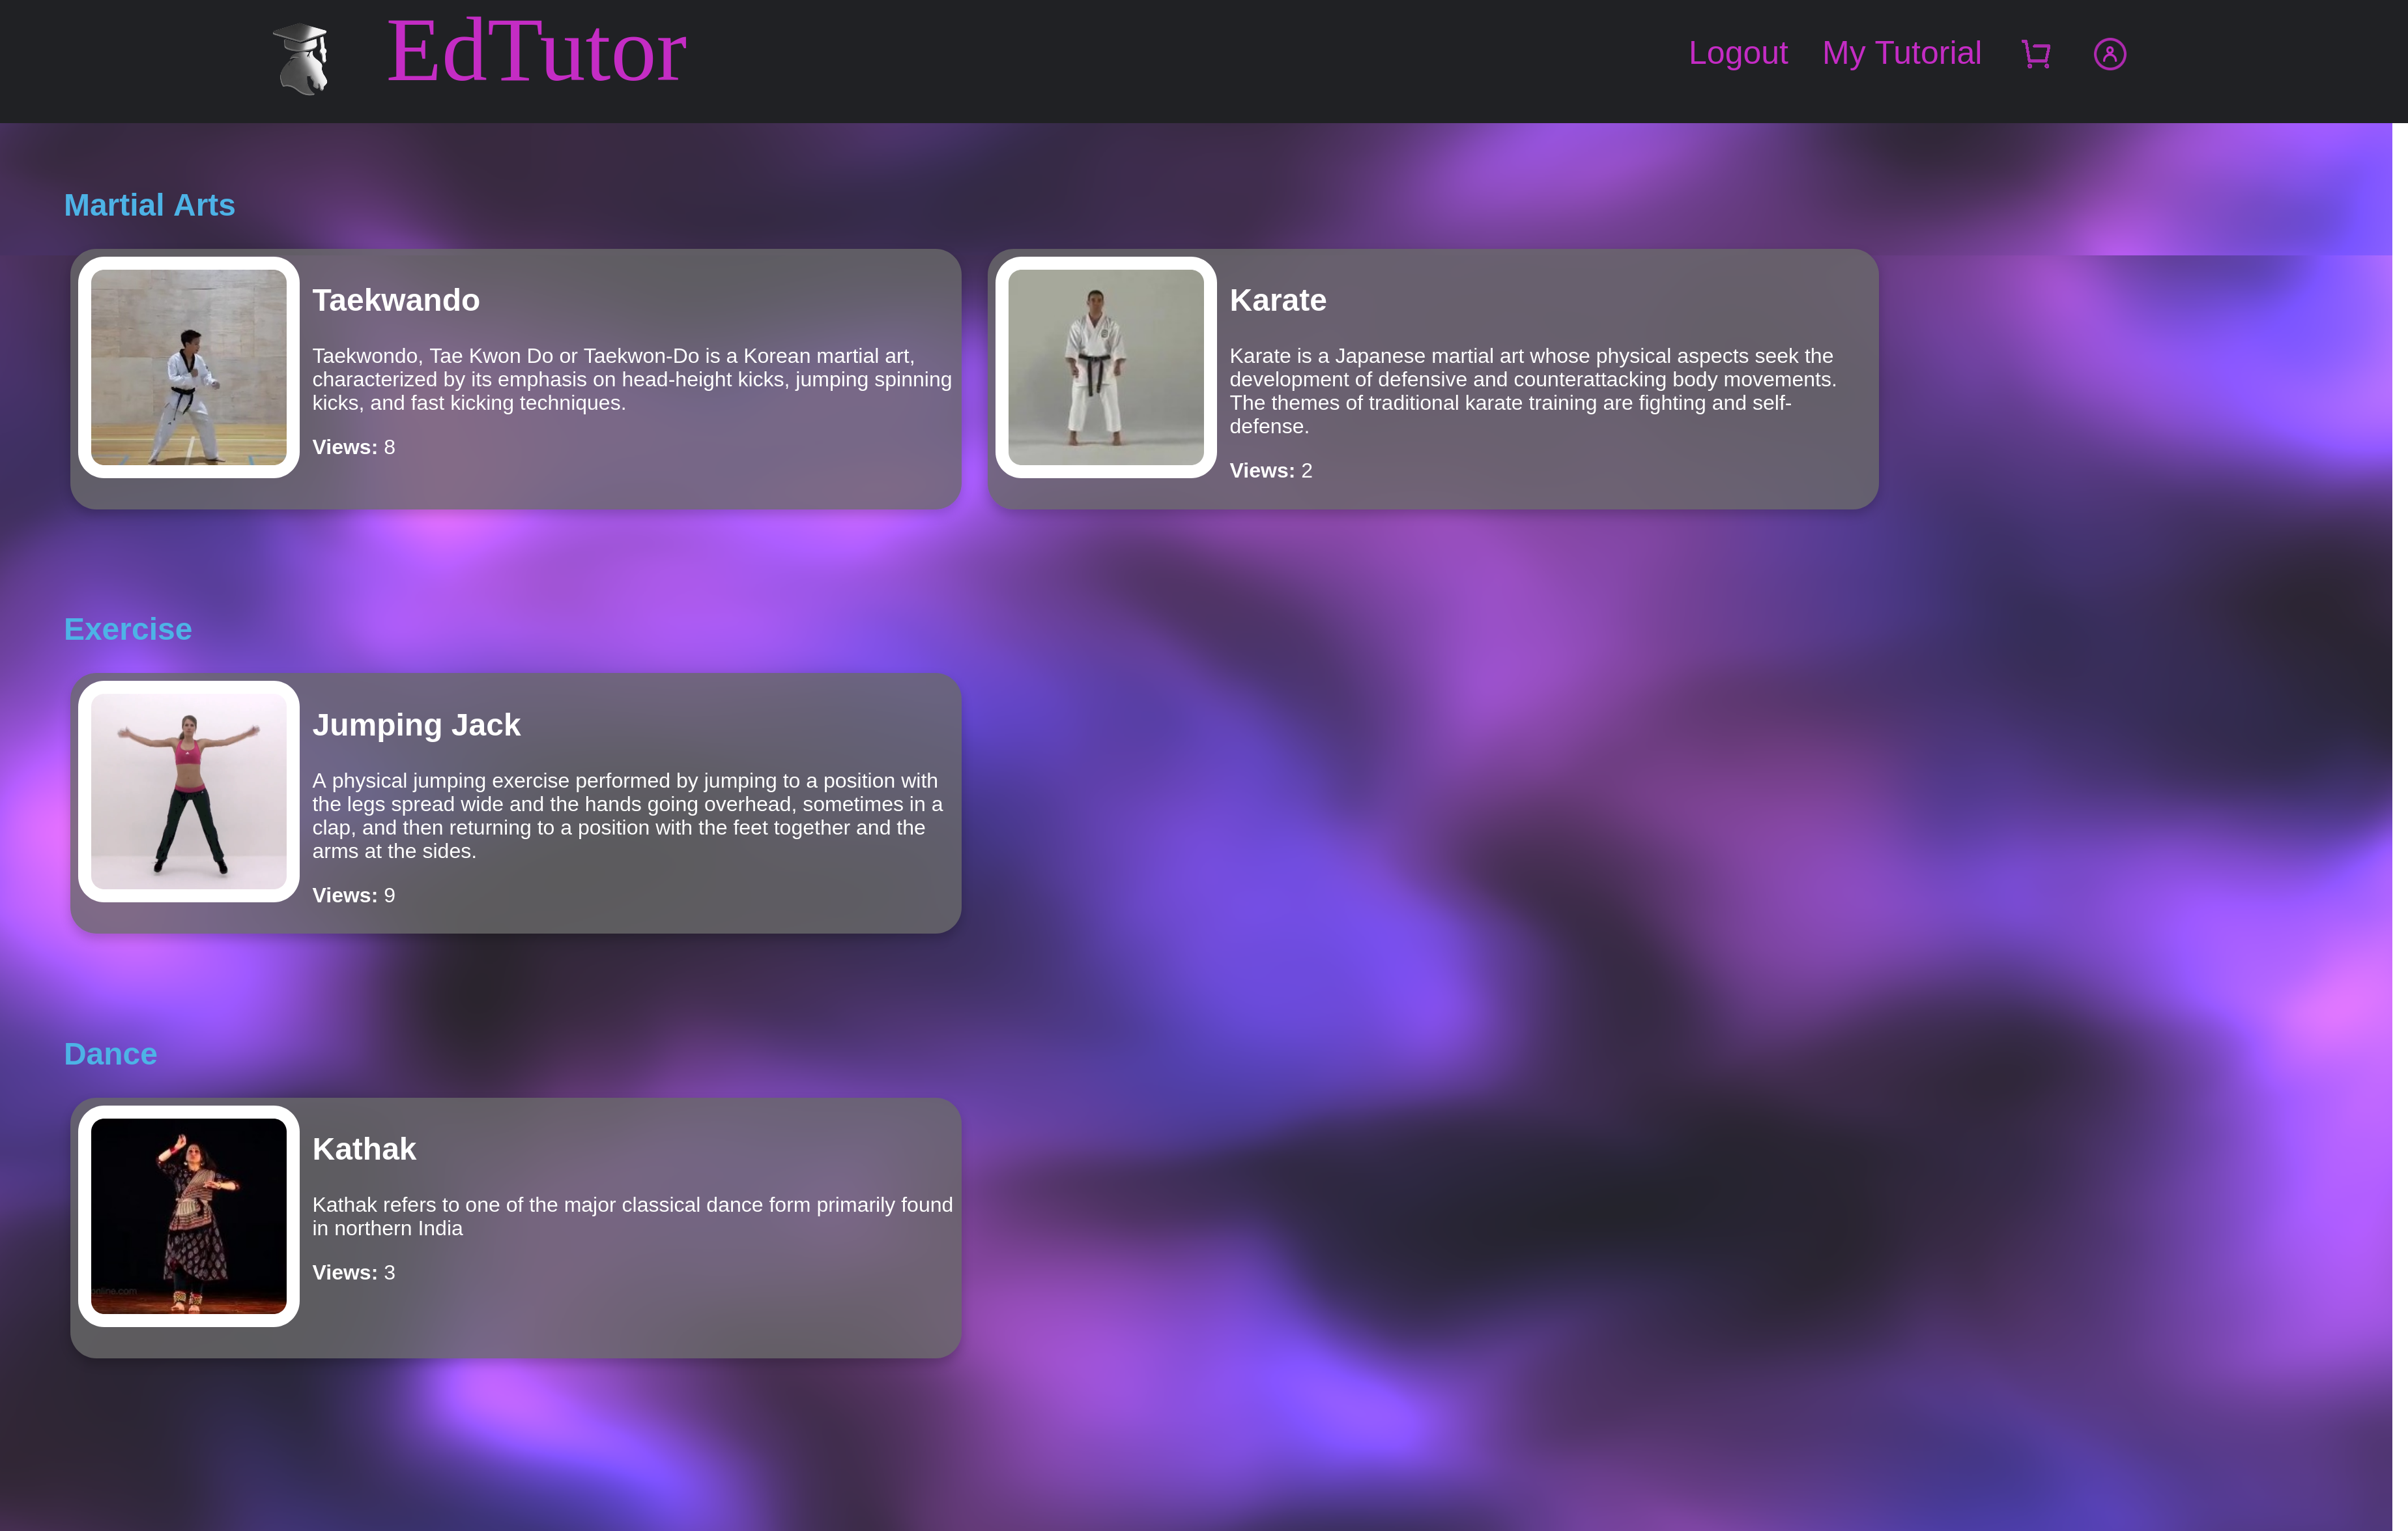 EdTutor
Logout My Tutorial
Martial Arts
Taekwando
Taekwondo, Tae Kwon Do or Taekwon-Do is a Korean martial art,
characterized by its emphasis on head-height kicks, jumping spinning
kicks, and fast kicking techniques.
Views: 8
Karate
Karate is a Japanese martial art whose physical aspects seek the
development of defensive and counterattacking body movements.
The themes of traditional karate training are fighting and self-
defense.
Views: 2
Exercise
Jumping Jack
A physical jumping exercise performed by jumping to a position with
the legs spread wide and the hands going overhead, sometimes in a
clap, and then returning to a position with the feet together and the
arms at the sides.
Views: 9
Dance
Kathak
Kathak refers to one of the major classical dance form primarily found
in northern India
Views: 3
online.com